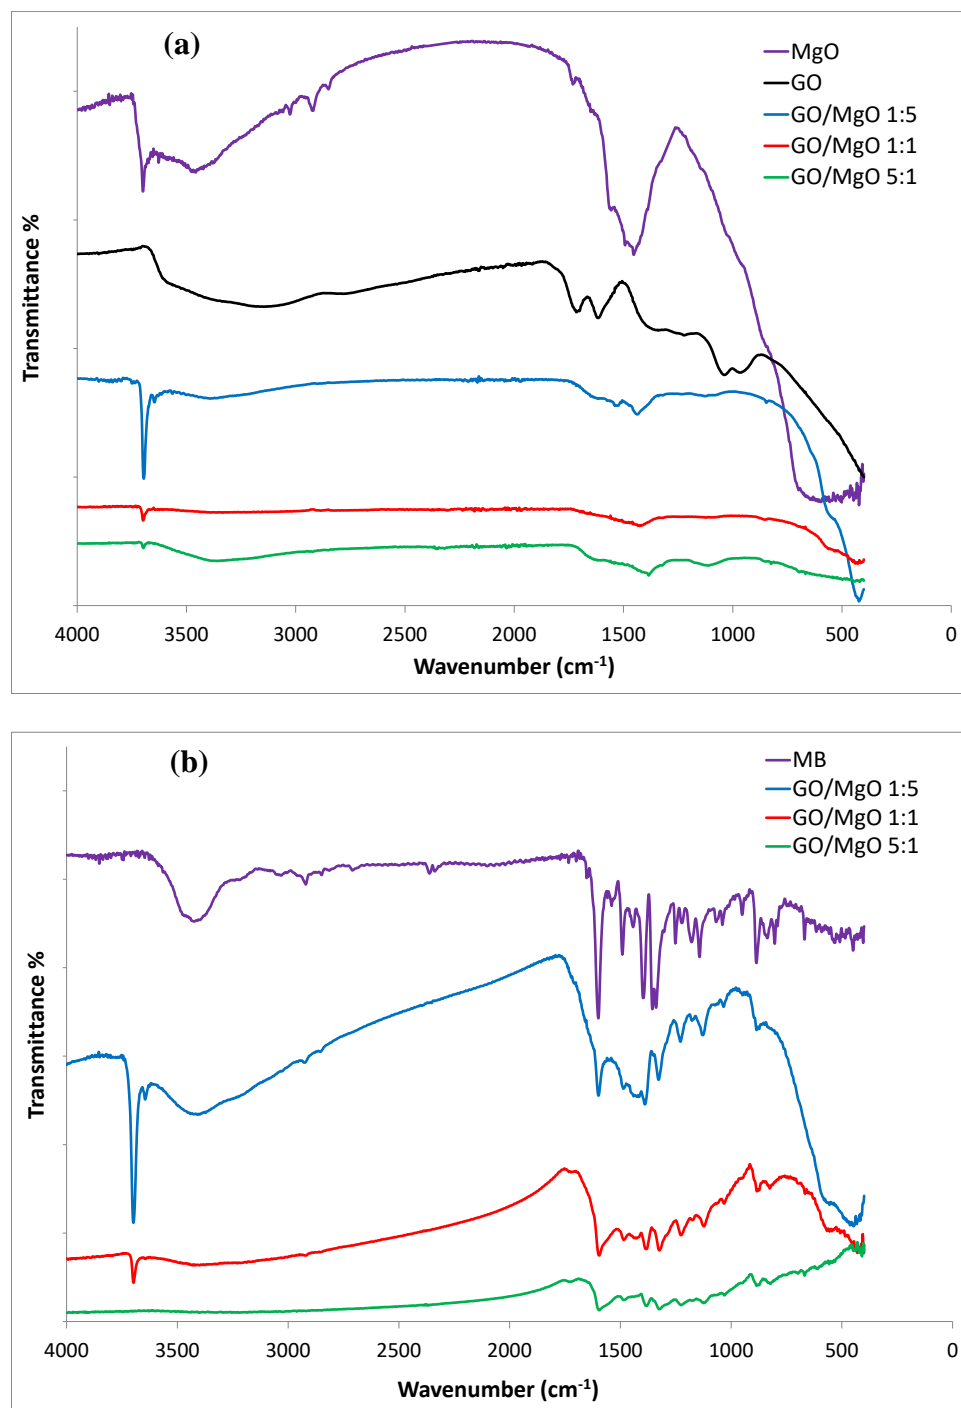 (a)
MgO
GO
GO/MgO 1:5
GO/MgO 1:1
GO/MgO 5:1
Transmittance %
4000 3500 3000 2500 2000 1500 1000 500 0
Wavenumber (cm⁻¹)
(b)
MB
GO/MgO 1:5
GO/MgO 1:1
GO/MgO 5:1
Transmittance %
4000 3500 3000 2500 2000 1500 1000 500 0
Wavenumber (cm⁻¹)